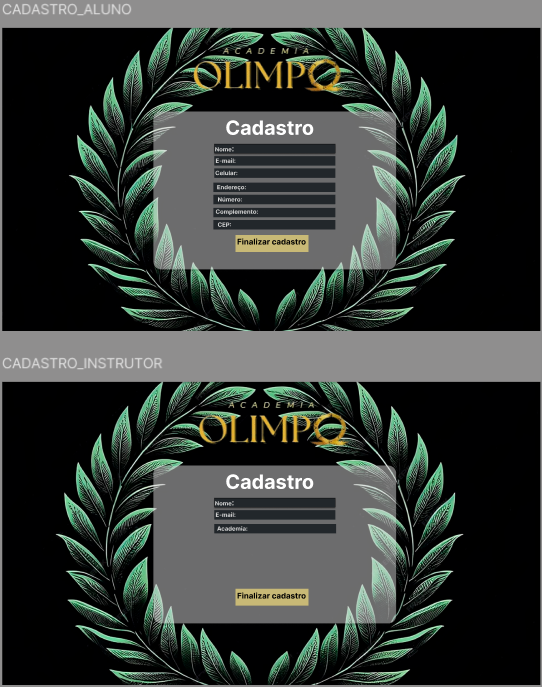 CADASTRO_ALUNO
ACADEMIA
OLIMPO
Cadastro
Nome:
E-mail:
Celular:
Endereço:
Número:
Complemento:
CEP:
Finalizar cadastro
CADASTRO_INSTRUTOR
ACADEMIA
OLIMPO
Cadastro
Nome:
E-mail:
Academia:
Finalizar cadastro